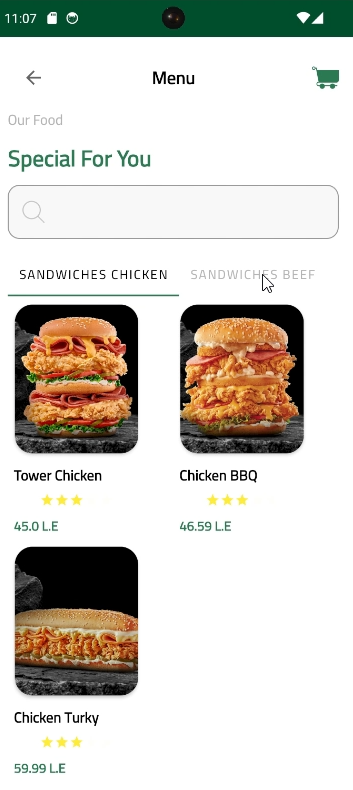 11:07
Menu
Our Food
Special For You
SANDWICHES CHICKEN SANDWICHES BEEF
Tower Chicken Chicken BBQ
45.0 L.E 46.59 L.E
Chicken Turky
59.99 L.E